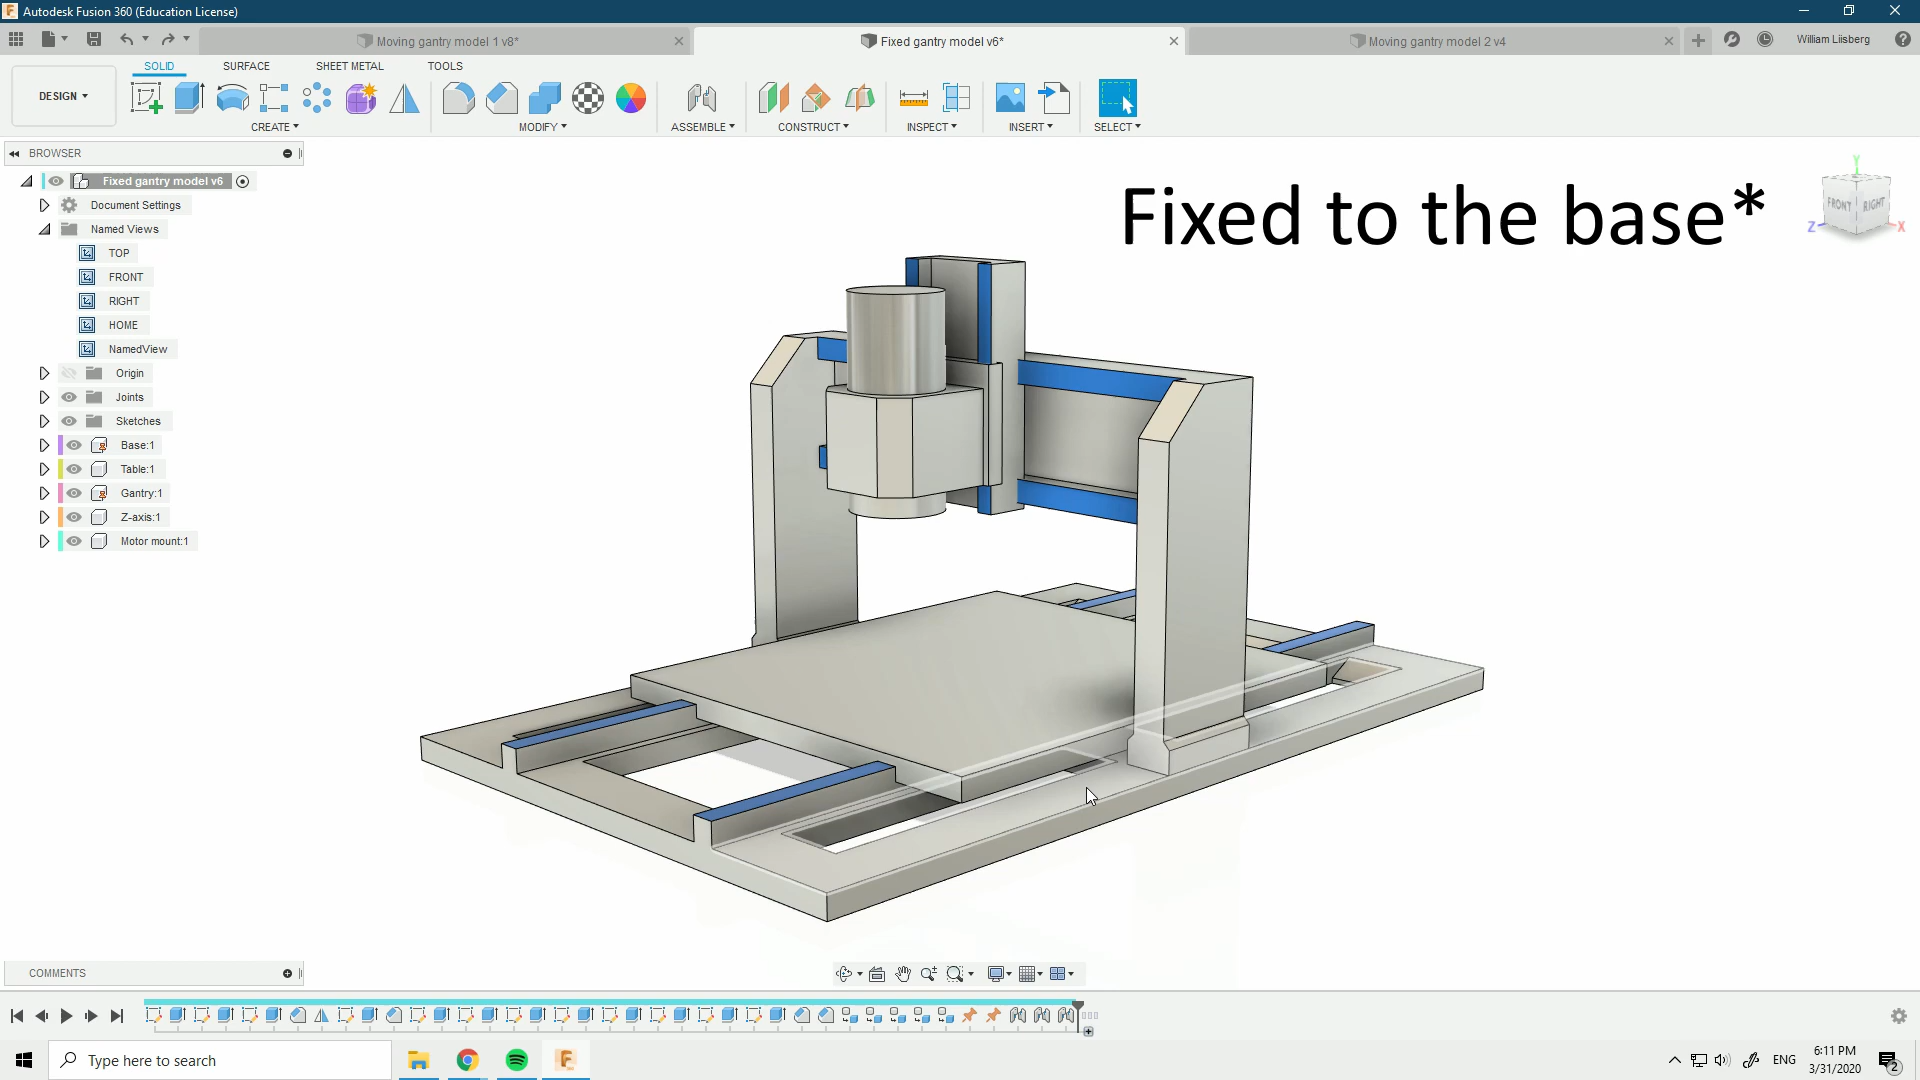 Autodesk Fusion 360 (Education License)
Moving gantry model 1 v8*
Fixed gantry model v6*
Moving gantry model 2 v4
William Liisberg
DESIGN
SOLID SURFACE SHEET METAL TOOLS
CREATE MODIFY ASSEMBLE CONSTRUCT INSPECT INSERT SELECT
BROWSER
Fixed gantry model v6
Document Settings
Named Views
TOP
FRONT
RIGHT
HOME
NamedView
Origin
Joints
Sketches
Base:1
Table:1
Gantry:1
Z-axis:1
Motor mount:1
Fixed to the base*
Y
FRONT RIGHT
Z X
COMMENTS
Type here to search
ENG
6:11 PM
3/31/2020
2